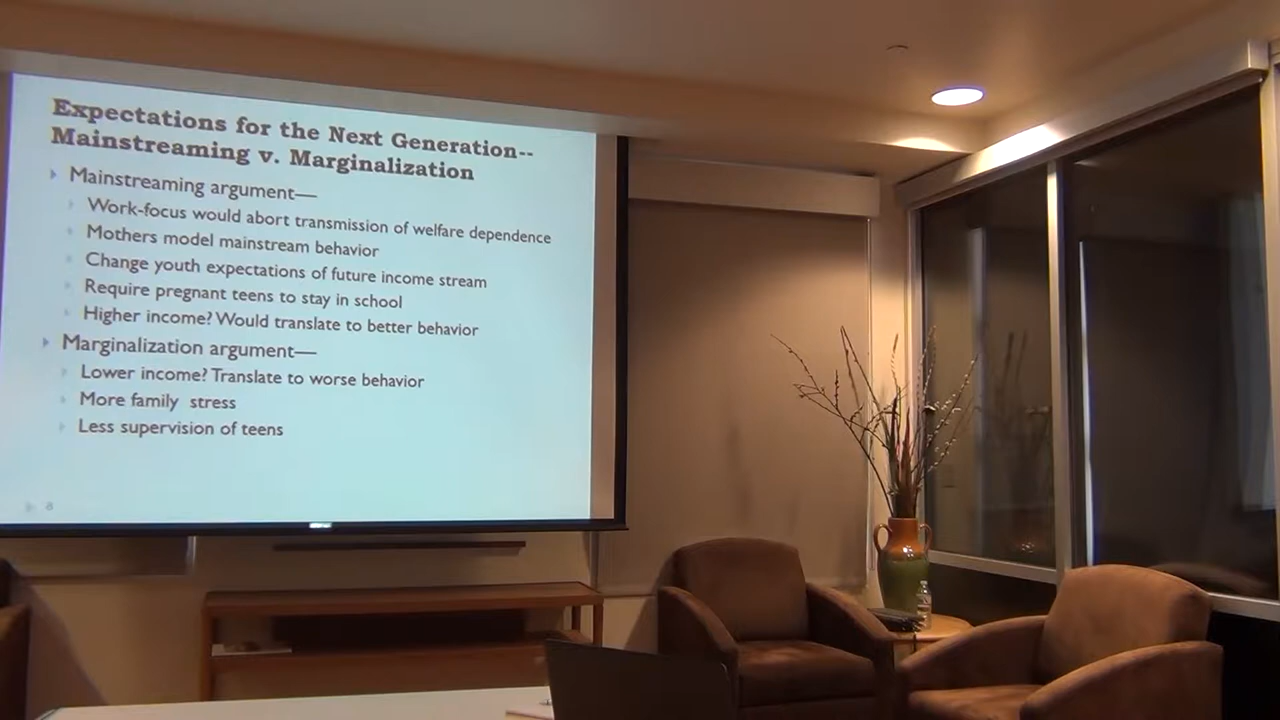 Expectations for the Next Generation--
Mainstreaming v. Marginalization
Mainstreaming argument—
Work-focus would abort transmission of welfare dependence
Mothers model mainstream behavior
Change youth expectations of future income stream
Require pregnant teens to stay in school
Higher income? Would translate to better behavior
Marginalization argument—
Lower income? Translate to worse behavior
More family stress
Less supervision of teens